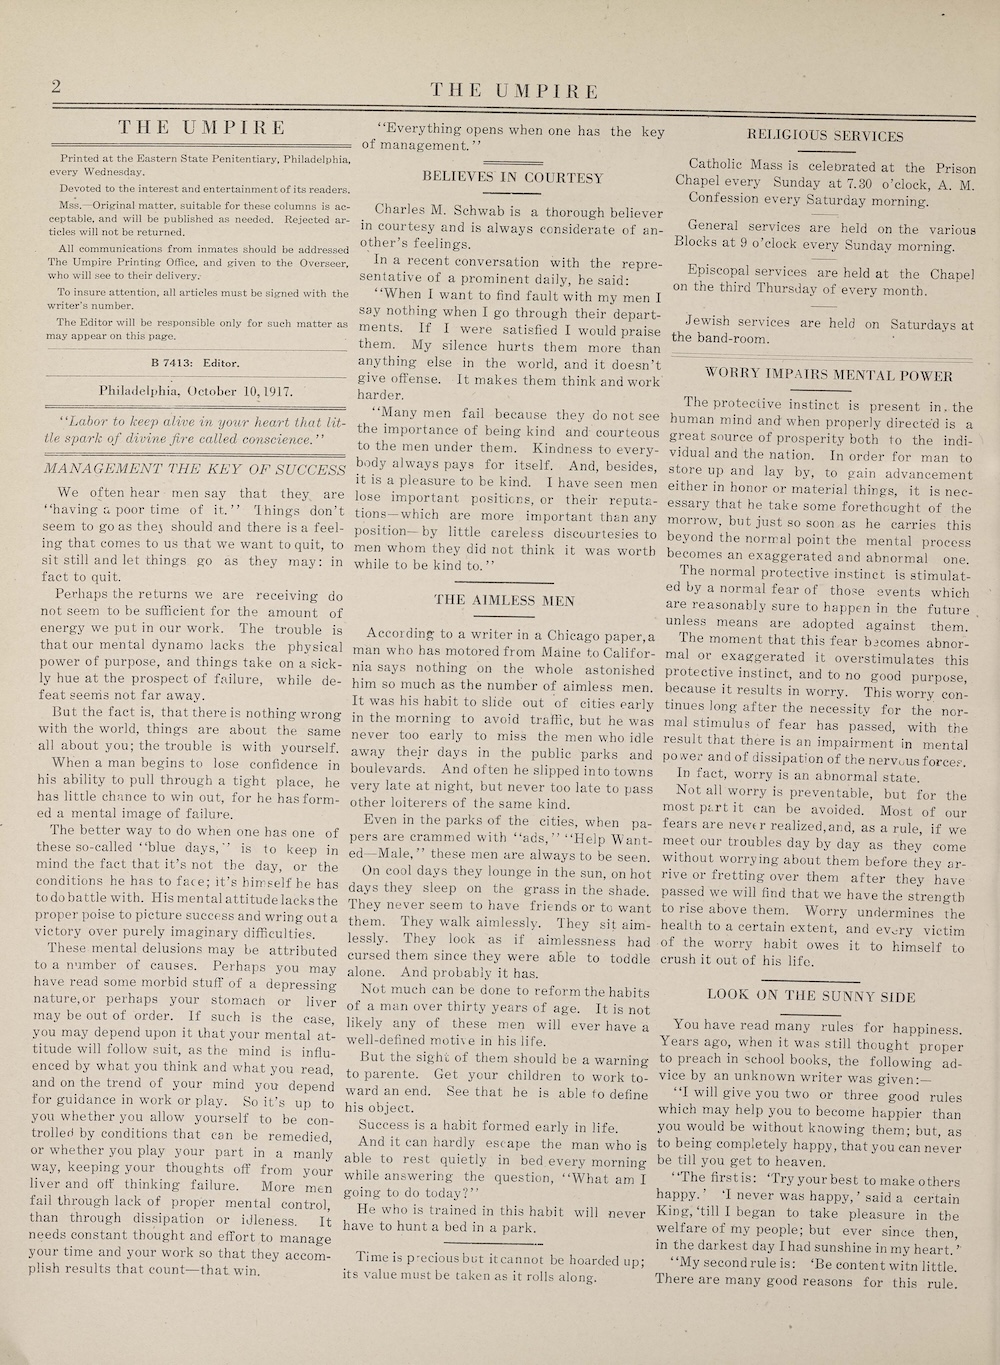 2
THE UMPIRE
THE UMPIRE
Printed at the Eastern State Penitentiary, Philadelphia,
every Wednesday.
Devoted to the interest and entertainment of its readers.
Mss.—Original matter, suitable for these columns is ac-
ceptable, and will be published as needed. Rejected ar-
ticles will not be returned.
All communications from inmates should be addressed
The Umpire Printing Office, and given to the Overseer,
who will see to their delivery.
To insure attention, all articles must be signed with the
writer's number.
The Editor will be responsible only for such matter as
may appear on this page.
B 7413: Editor.
Philadelphia, October 10, 1917.
"Labor to keep alive in your heart that lit-
tle spark of divine fire called conscience."
MANAGEMENT THE KEY OF SUCCESS
We often hear men say that they are
"having a poor time of it." Things don't
seem to go as they should and there is a feel-
ing that comes to us that we want to quit, to
sit still and let things go as they may: in
fact to quit.
Perhaps the returns we are receiving do
not seem to be sufficient for the amount of
energy we put in our work. The trouble is
that our mental dynamo lacks the physical
power of purpose, and things take on a sick-
ly hue at the prospect of failure, while de-
feat seems not far away.
But the fact is, that there is nothing wrong
with the world, things are about the same
all about you; the trouble is with yourself.
When a man begins to lose confidence in
his ability to pull through a tight place, he
has little chance to win out, for he has form-
ed a mental image of failure.
The better way to do when one has one of
these so-called "blue days," is to keep in
mind the fact that it's not the day, or the
conditions he has to face; it's himself he has
to do battle with. His mental attitude lacks the
proper poise to picture success and wring out a
victory over purely imaginary difficulties.
These mental delusions may be attributed
to a number of causes. Perhaps you may
have read some morbid stuff of a depressing
nature, or perhaps your stomach or liver
may be out of order. If such is the case,
you may depend upon it that your mental at-
titude will follow suit, as the mind is influ-
enced by what you think and what you read,
and on the trend of your mind you depend
for guidance in work or play. So it's up to
you whether you allow yourself to be con-
trolled by conditions that can be remedied,
or whether you play your part in a manly
way, keeping your thoughts off from your
liver and off thinking failure. More men
fail through lack of proper mental control,
than through dissipation or idleness. It
needs constant thought and effort to manage
your time and your work so that they accom-
plish results that count—that win.
"Everything opens when one has the key
of management."
BELIEVES IN COURTESY
Charles M. Schwab is a thorough believer
in courtesy and is always considerate of an-
other's feelings.
In a recent conversation with the repre-
sentative of a prominent daily, he said:
"When I want to find fault with my men I
say nothing when I go through their depart-
ments. If I were satisfied I would praise
them. My silence hurts them more than
anything else in the world, and it doesn't
give offense. It makes them think and work
harder.
"Many men fail because they do not see
the importance of being kind and courteous
to the men under them. Kindness to every-
body always pays for itself. And, besides,
it is a pleasure to be kind. I have seen men
lose important positions, or their reputa-
tions—which are more important than any
position—by little careless discourtesies to
men whom they did not think it was worth
while to be kind to."
THE AIMLESS MEN
According to a writer in a Chicago paper, a
man who has motored from Maine to Califor-
nia says nothing on the whole astonished
him so much as the number of aimless men.
It was his habit to slide out of cities early
in the morning to avoid traffic, but he was
never too early to miss the men who idle
away their days in the public parks and
boulevards. And often he slipped into towns
very late at night, but never too late to pass
other loiterers of the same kind.
Even in the parks of the cities, when pa-
pers are crammed with "ads," "Help Want-
ed—Male," these men are always to be seen.
On cool days they lounge in the sun, on hot
days they sleep on the grass in the shade.
They never seem to have friends or to want
them. They walk aimlessly. They sit aim-
lessly. They look as if aimlessness had
cursed them since they were able to toddle
alone. And probably it has.
Not much can be done to reform the habits
of a man over thirty years of age. It is not
likely any of these men will ever have a
well-defined motive in his life.
But the sight of them should be a warning
to parents. Get your children to work to-
ward an end. See that he is able to define
his object.
Success is a habit formed early in life.
And it can hardly escape the man who is
able to rest quietly in bed every morning
while answering the question, "What am I
going to do today?"
He who is trained in this habit will never
have to hunt a bed in a park.
Time is precious but it cannot be hoarded up;
its value must be taken as it rolls along.
RELIGIOUS SERVICES
Catholic Mass is celebrated at the Prison
Chapel every Sunday at 7.30 o'clock, A. M.
Confession every Saturday morning.
General services are held on the various
Blocks at 9 o'clock every Sunday morning.
Episcopal services are held at the Chapel
on the third Thursday of every month.
Jewish services are held on Saturdays at
the band-room.
WORRY IMPAIRS MENTAL POWER
The protective instinct is present in the
human mind and when properly directed is a
great source of prosperity both to the indi-
vidual and the nation. In order for man to
store up and lay by, to gain advancement
either in honor or material things, it is nec-
essary that he take some forethought of the
morrow, but just so soon as he carries this
beyond the normal point the mental process
becomes an exaggerated and abnormal one.
The normal protective instinct is stimulat-
ed by a normal fear of those events which
are reasonably sure to happen in the future
unless means are adopted against them.
The moment that this fear becomes abnor-
mal or exaggerated it overstimulates this
protective instinct, and to no good purpose,
because it results in worry. This worry con-
tinues long after the necessity for the nor-
mal stimulus of fear has passed, with the
result that there is an impairment in mental
power and of dissipation of the nervous forces.
In fact, worry is an abnormal state.
Not all worry is preventable, but for the
most part it can be avoided. Most of our
fears are never realized, and, as a rule, if we
meet our troubles day by day as they come
without worrying about them before they ar-
rive or fretting over them after they have
passed we will find that we have the strength
to rise above them. Worry undermines the
health to a certain extent, and every victim
of the worry habit owes it to himself to
crush it out of his life.
LOOK ON THE SUNNY SIDE
You have read many rules for happiness.
Years ago, when it was still thought proper
to preach in school books, the following ad-
vice by an unknown writer was given:—
"I will give you two or three good rules
which may help you to become happier than
you would be without knowing them; but, as
to being completely happy, that you can never
be till you get to heaven.
"The first is: 'Try your best to make others
happy.' 'I never was happy,' said a certain
King, 'till I began to take pleasure in the
welfare of my people; but ever since then,
in the darkest day I had sunshine in my heart.'
"My second rule is: 'Be content with little.
There are many good reasons for this rule.